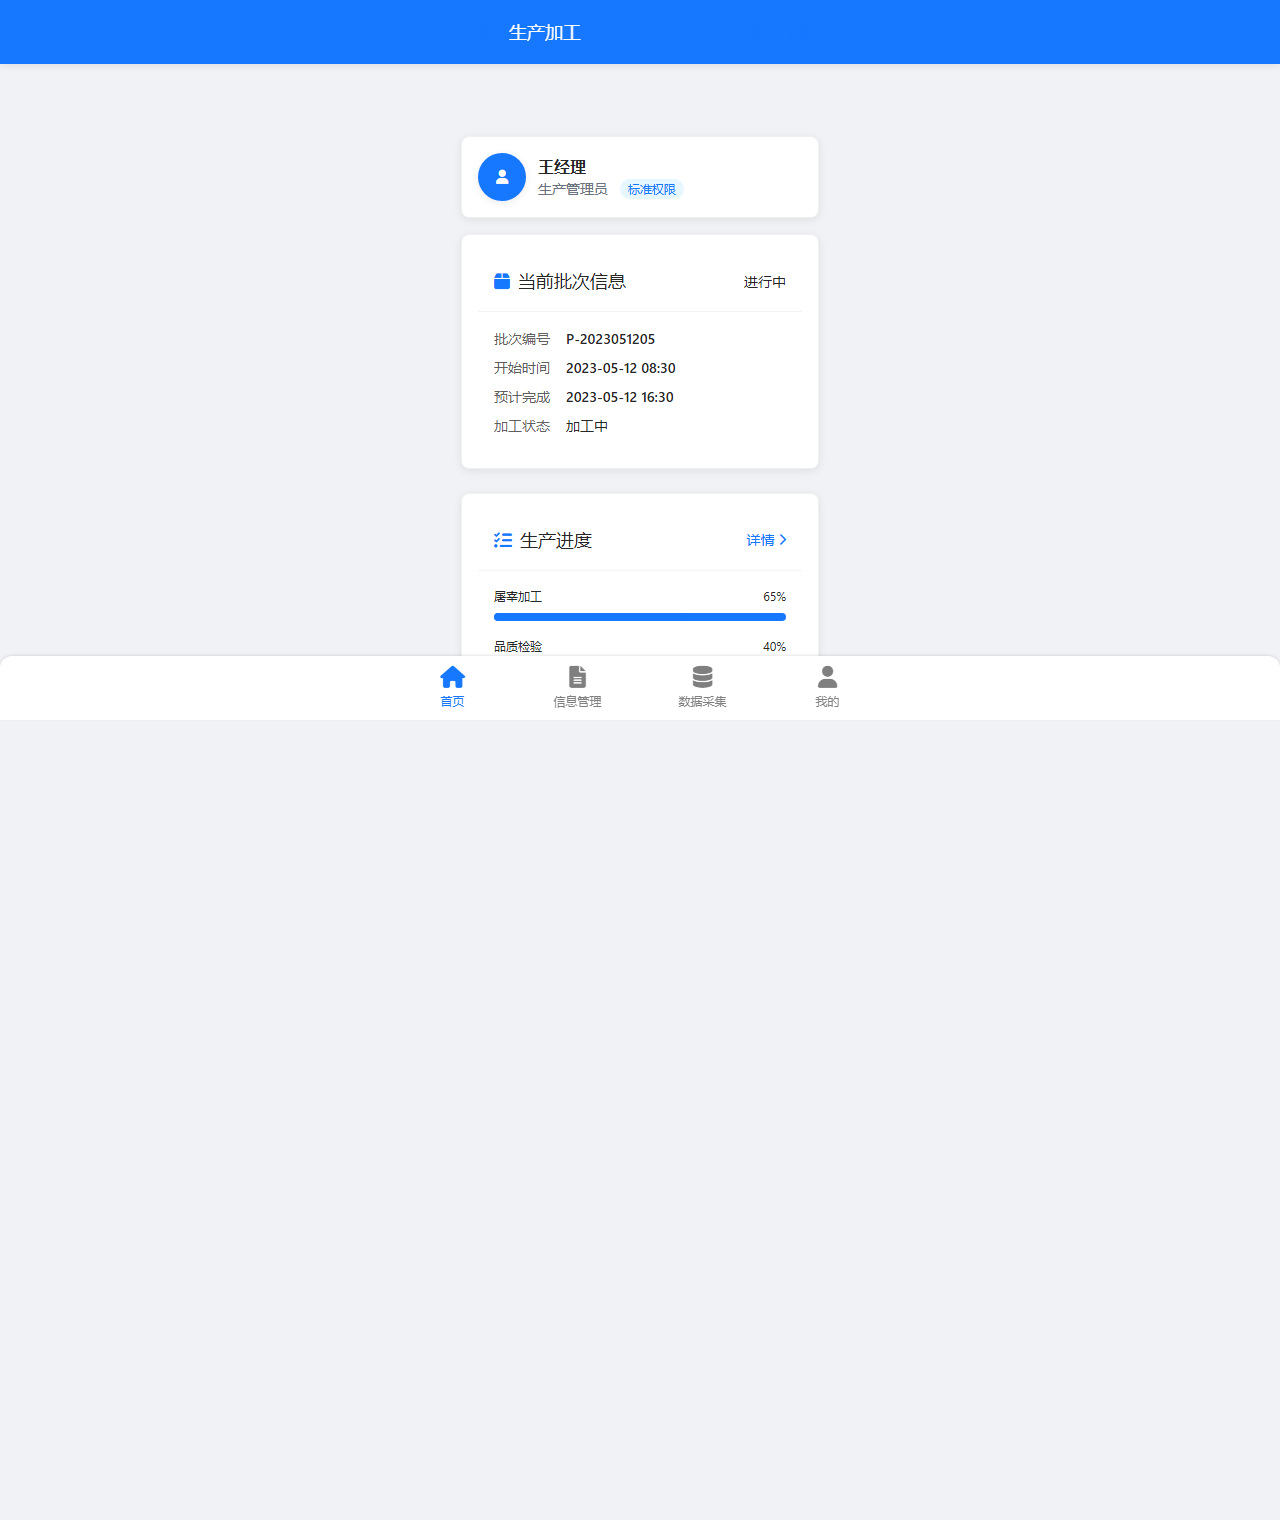 生产加工
王经理
生产管理员 标准权限
当前批次信息 进行中
批次编号 P-2023051205
开始时间 2023-05-12 08:30
预计完成 2023-05-12 16:30
加工状态 加工中
生产进度 详情
屠宰加工 65%
品质检验 40%
首页 信息管理 数据采集 我的